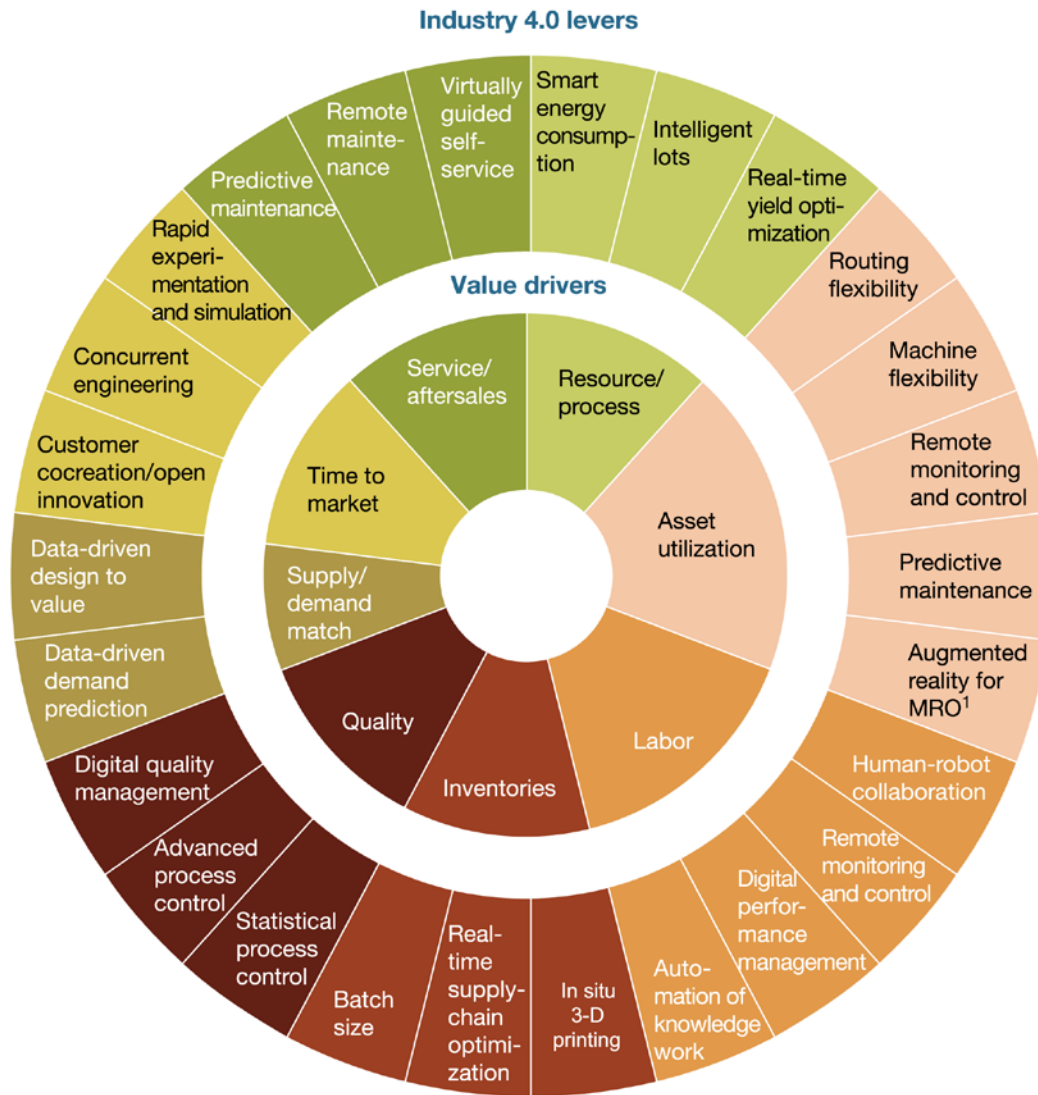 Industry 4.0 levers
Smart
energy
consump-
tion
Intelligent
lots
Real-time
yield opti-
mization
Routing
flexibility
Machine
flexibility
Remote
monitoring
and control
Predictive
maintenance
Augmented
reality for
MRO1
Human-robot
collaboration
Remote
monitoring
and control
Digital
perfor-
mance
management
Auto-
mation of
knowledge
work
In situ
3-D
printing
Real-
time
supply-
chain
optimi-
zation
Batch
size
Statistical
process
control
Advanced
process
control
Digital quality
management
Data-driven
demand
prediction
Data-driven
design to
value
Customer
cocreation/open
innovation
Concurrent
engineering
Rapid
experi-
mentation
and simulation
Predictive
maintenance
Remote
mainte-
nance
Virtually
guided
self-
service
Value drivers
Resource/
process
Asset
utilization
Labor
Inventories
Quality
Supply/
demand
match
Time to
market
Service/
aftersales